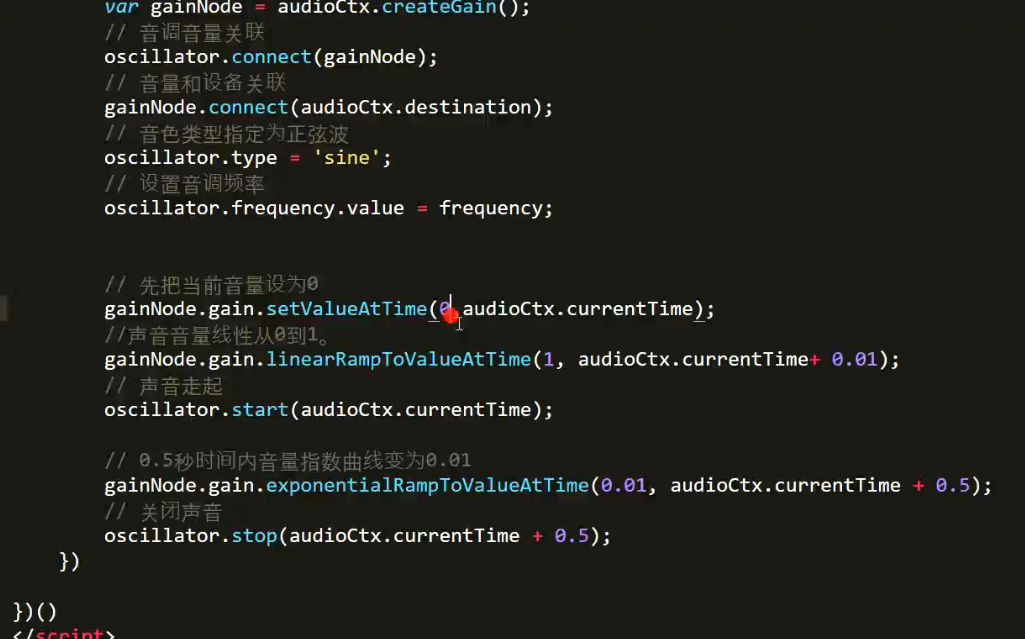 var gainNode = audioCtx.createGain();
// 音调音量关联
oscillator.connect(gainNode);
// 音量和设备关联
gainNode.connect(audioCtx.destination);
// 音色类型指定为正弦波
oscillator.type = 'sine';
// 设置音调频率
oscillator.frequency.value = frequency;
// 先把当前音量设为0
gainNode.gain.setValueAtTime(0,audioCtx.currentTime);
//声音音量线性从0到1。
gainNode.gain.linearRampToValueAtTime(1, audioCtx.currentTime+ 0.01);
// 声音走起
oscillator.start(audioCtx.currentTime);
// 0.5秒时间内音量指数曲线变为0.01
gainNode.gain.exponentialRampToValueAtTime(0.01, audioCtx.currentTime + 0.5);
// 关闭声音
oscillator.stop(audioCtx.currentTime + 0.5);
})
})()
</script>